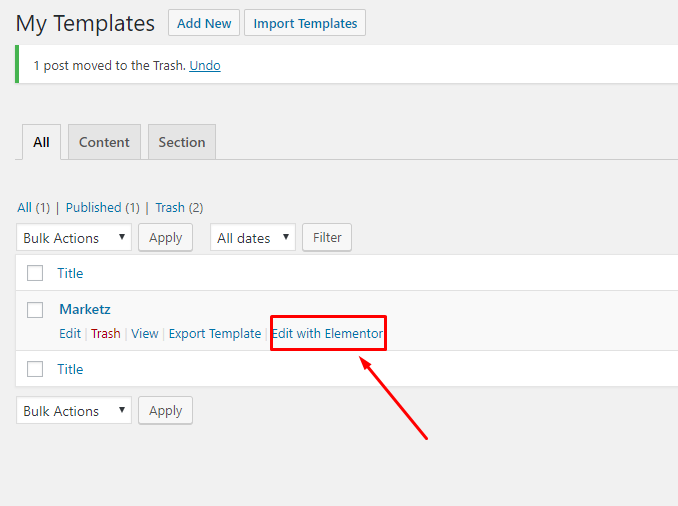 My Templates Add New Import Templates
1 post moved to the Trash. Undo
All Content Section
All (1) | Published (1) | Trash (2)
Bulk Actions Apply All dates Filter
Title
Marketz
Edit | Trash | View | Export Template | Edit with Elementor
Title
Bulk Actions Apply